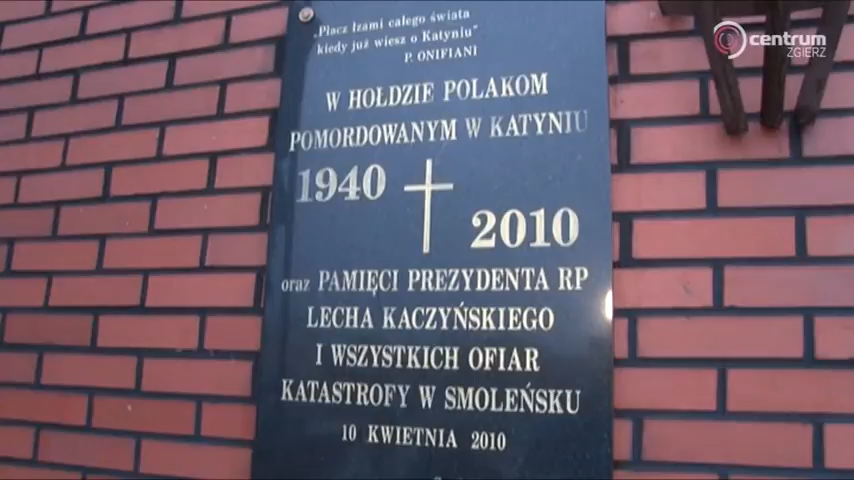 „Płacz łzami całego świata
kiedy już wiesz o Katyniu”
P. ONIFIANI
W HOŁDZIE POLAKOM
POMORDOWANYM W KATYNIU
1940
2010
oraz PAMIĘCI PREZYDENTA RP
LECHA KACZYŃSKIEGO
I WSZYSTKICH OFIAR
KATASTROFY W SMOLEŃSKU
10 KWIETNIA 2010
centrum
ZGIERZ